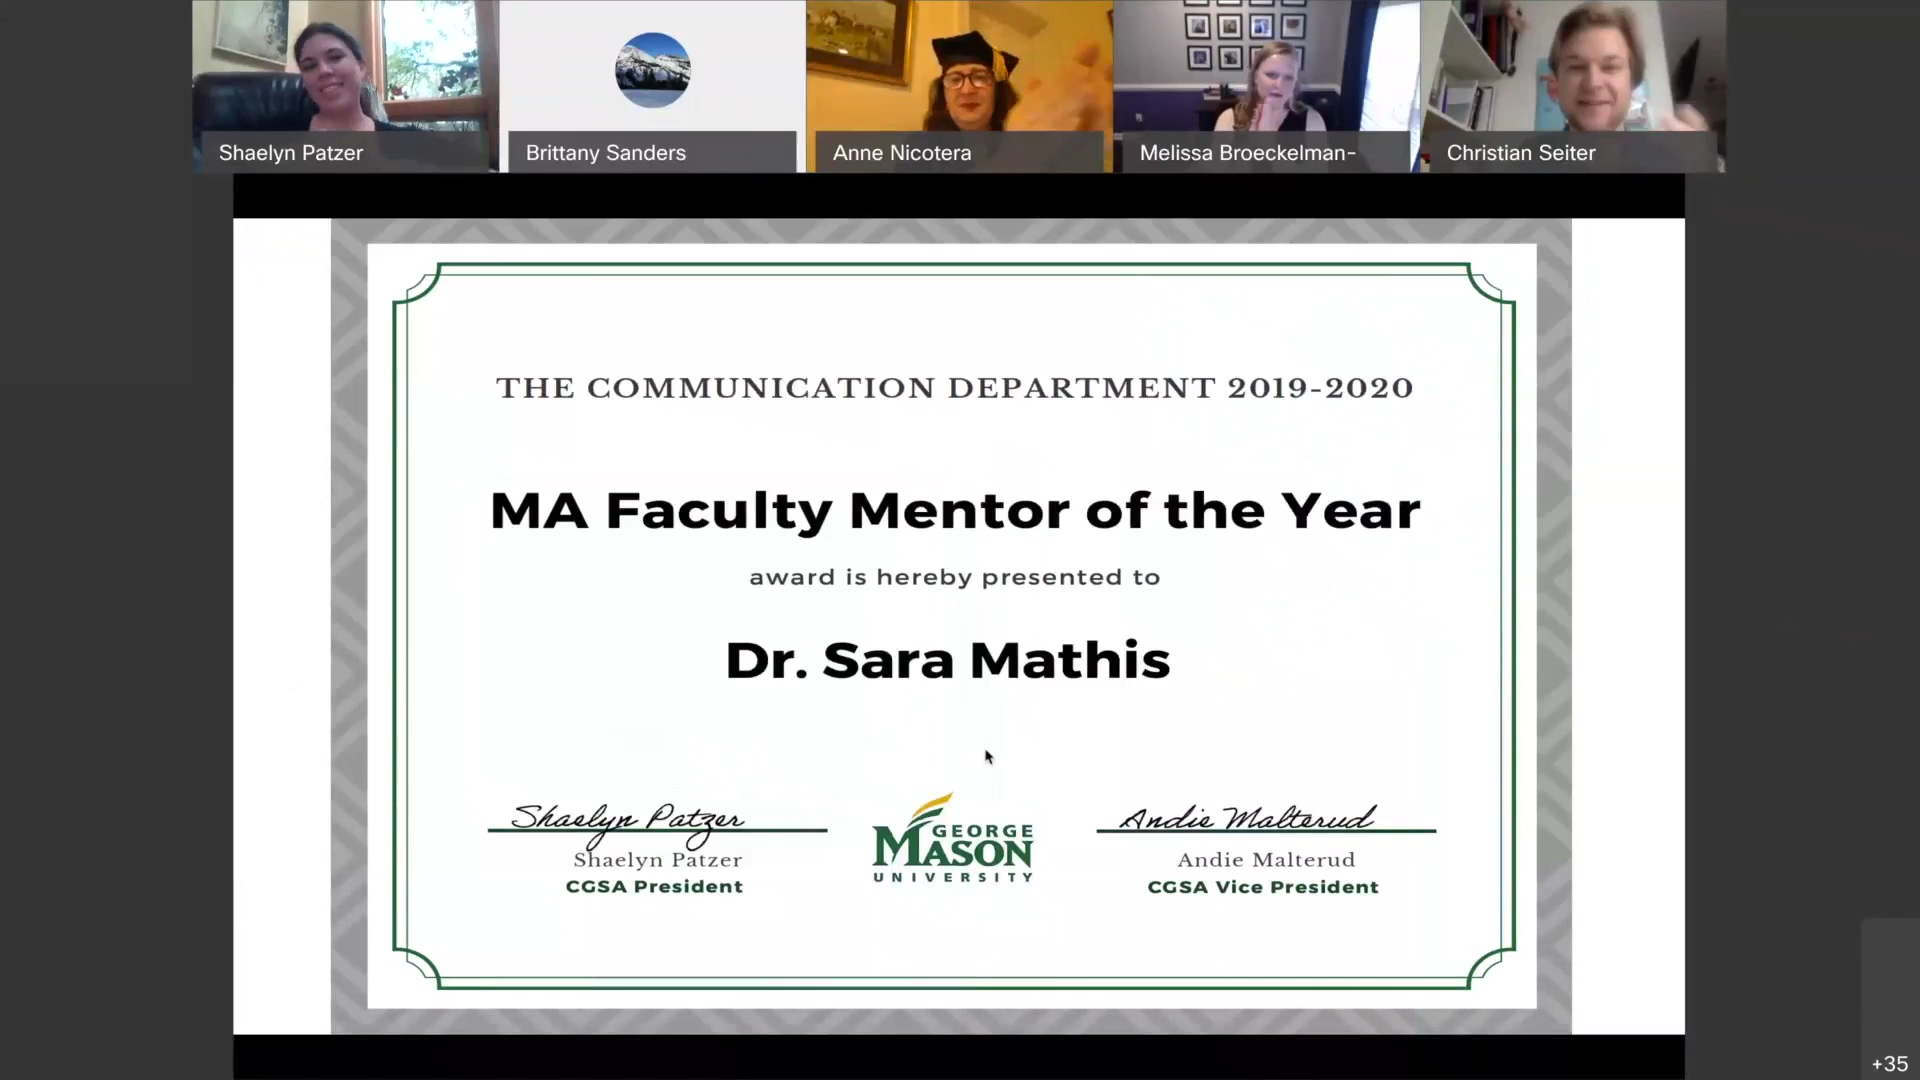 Shaelyn Patzer
Brittany Sanders
Anne Nicotera
Melissa Broeckelman-
Christian Seiter
THE COMMUNICATION DEPARTMENT 2019-2020
MA Faculty Mentor of the Year
award is hereby presented to
Dr. Sara Mathis
Shaelyn Patzer
Shaelyn Patzer
CGSA President
GEORGE
MASON
UNIVERSITY
Andie Malterud
Andie Malterud
CGSA Vice President
+35